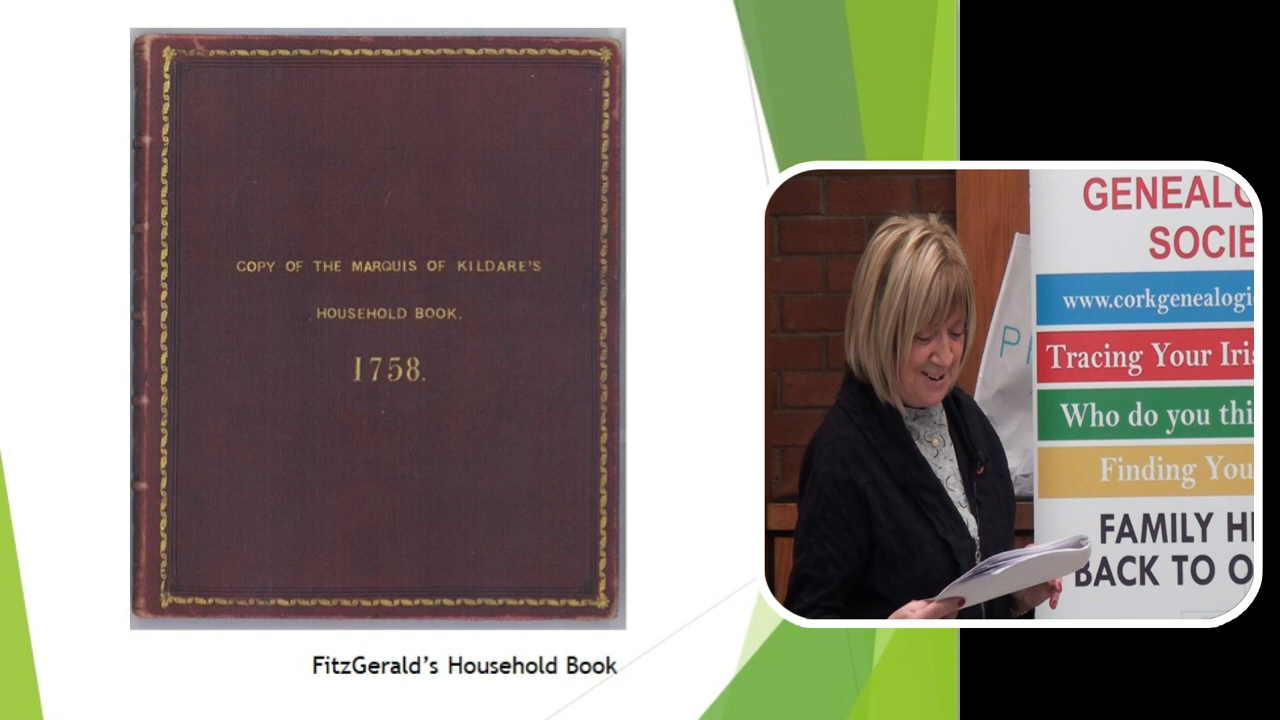 COPY OF THE MARQUIS OF KILDARE'S
HOUSEHOLD BOOK.
1758.
FitzGerald's Household Book
GENEALO
SOCIE
www.corkgenealogi
Tracing Your Iris
Who do you thi
Finding You
FAMILY HI
BACK TO O